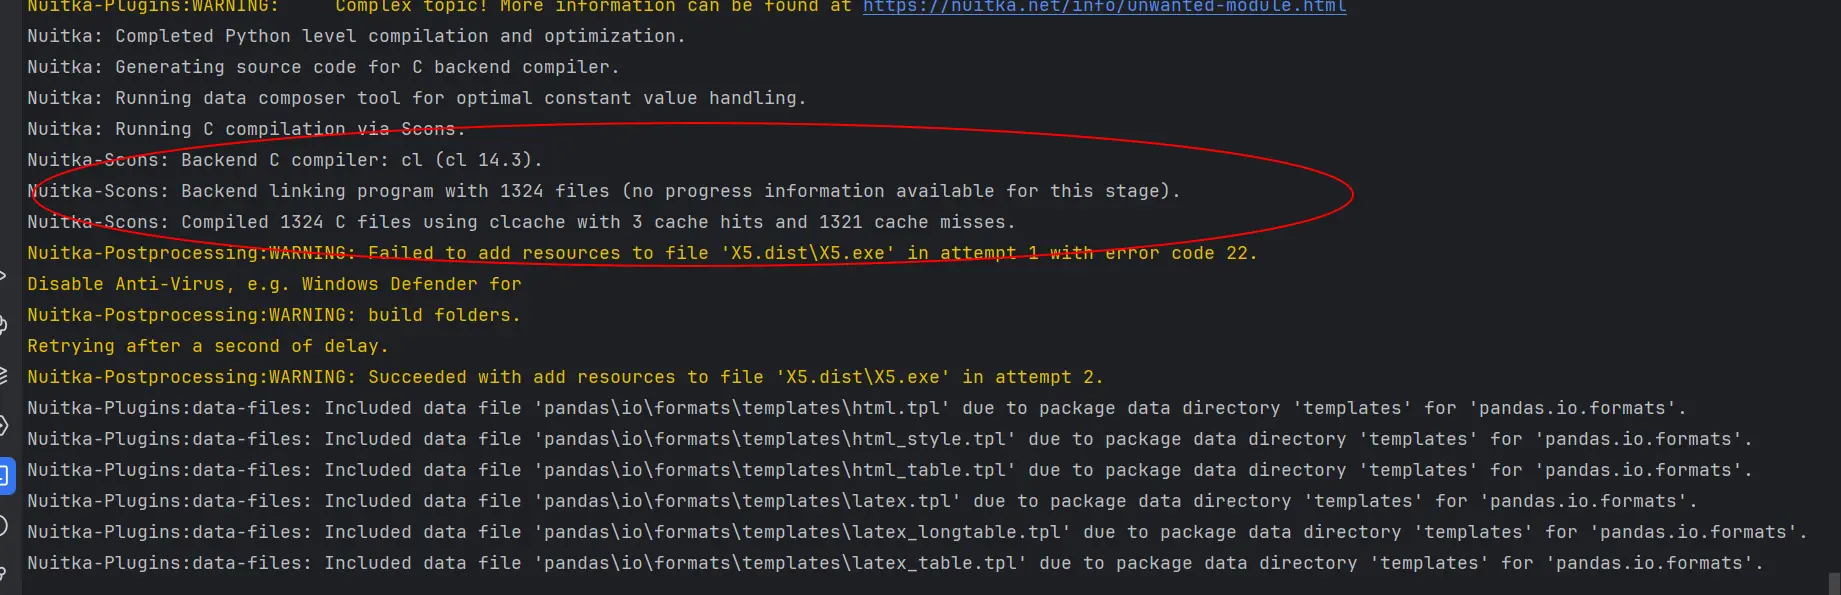 Nuitka-Plugins:WARNING:     Complex topic! More information can be found at https://nuitka.net/info/unwanted-module.html
Nuitka: Completed Python level compilation and optimization.
Nuitka: Generating source code for C backend compiler.
Nuitka: Running data composer tool for optimal constant value handling.
Nuitka: Running C compilation via Scons.
Nuitka-Scons: Backend C compiler: cl (cl 14.3).
Nuitka-Scons: Backend linking program with 1324 files (no progress information available for this stage).
Nuitka-Scons: Compiled 1324 C files using clcache with 3 cache hits and 1321 cache misses.
Nuitka-Postprocessing:WARNING: Failed to add resources to file 'X5.dist\X5.exe' in attempt 1 with error code 22.
Disable Anti-Virus, e.g. Windows Defender for
Nuitka-Postprocessing:WARNING: build folders.
Retrying after a second of delay.
Nuitka-Postprocessing:WARNING: Succeeded with add resources to file 'X5.dist\X5.exe' in attempt 2.
Nuitka-Plugins:data-files: Included data file 'pandas\io\formats\templates\html.tpl' due to package data directory 'templates' for 'pandas.io.formats'.
Nuitka-Plugins:data-files: Included data file 'pandas\io\formats\templates\html_style.tpl' due to package data directory 'templates' for 'pandas.io.formats'.
Nuitka-Plugins:data-files: Included data file 'pandas\io\formats\templates\html_table.tpl' due to package data directory 'templates' for 'pandas.io.formats'.
Nuitka-Plugins:data-files: Included data file 'pandas\io\formats\templates\latex.tpl' due to package data directory 'templates' for 'pandas.io.formats'.
Nuitka-Plugins:data-files: Included data file 'pandas\io\formats\templates\latex_longtable.tpl' due to package data directory 'templates' for 'pandas.io.formats'.
Nuitka-Plugins:data-files: Included data file 'pandas\io\formats\templates\latex_table.tpl' due to package data directory 'templates' for 'pandas.io.formats'.